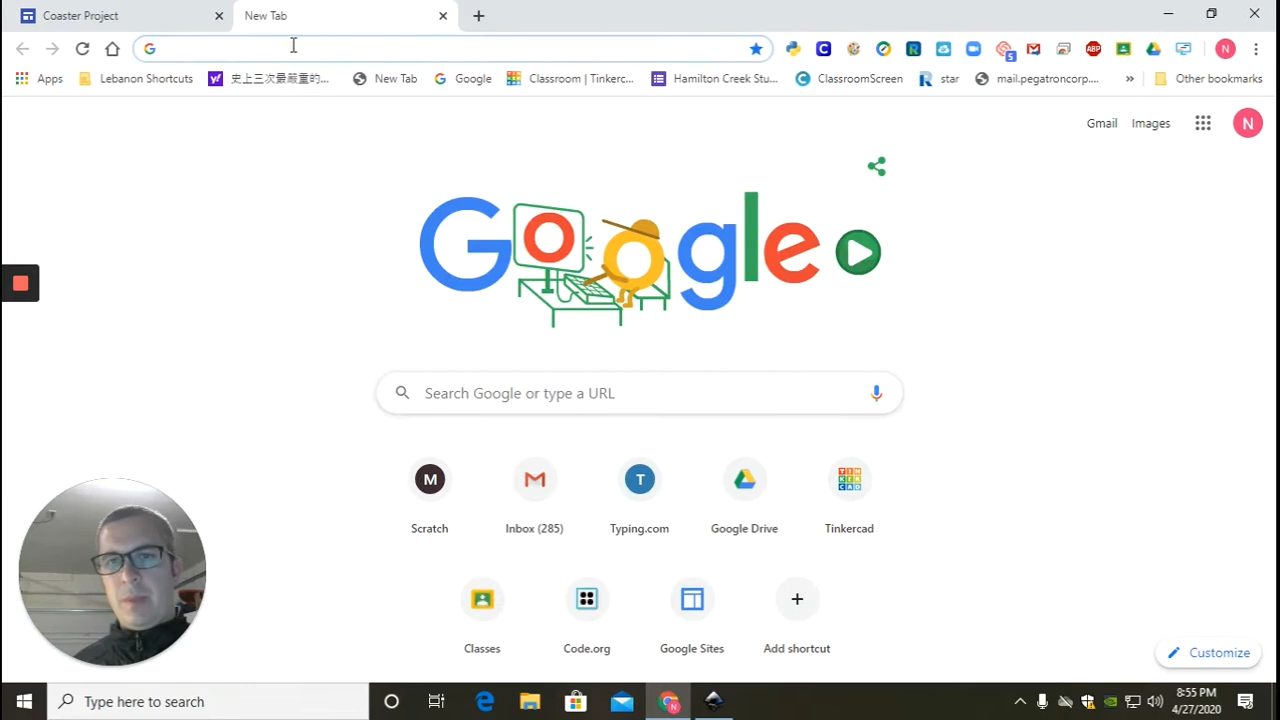 Coaster Project
New Tab
Apps
Lebanon Shortcuts
史上三次最嚴重的...
New Tab
Google
Classroom | Tinkerc...
Hamilton Creek Stu...
ClassroomScreen
star
mail.pegatroncorp....
»
Other bookmarks
Gmail
Images
N
Google
Search Google or type a URL
M
T
TINKERCAD
Scratch
Inbox (285)
Typing.com
Google Drive
Tinkercad
Classes
Code.org
Google Sites
Add shortcut
Customize
Type here to search
8:55 PM
4/27/2020